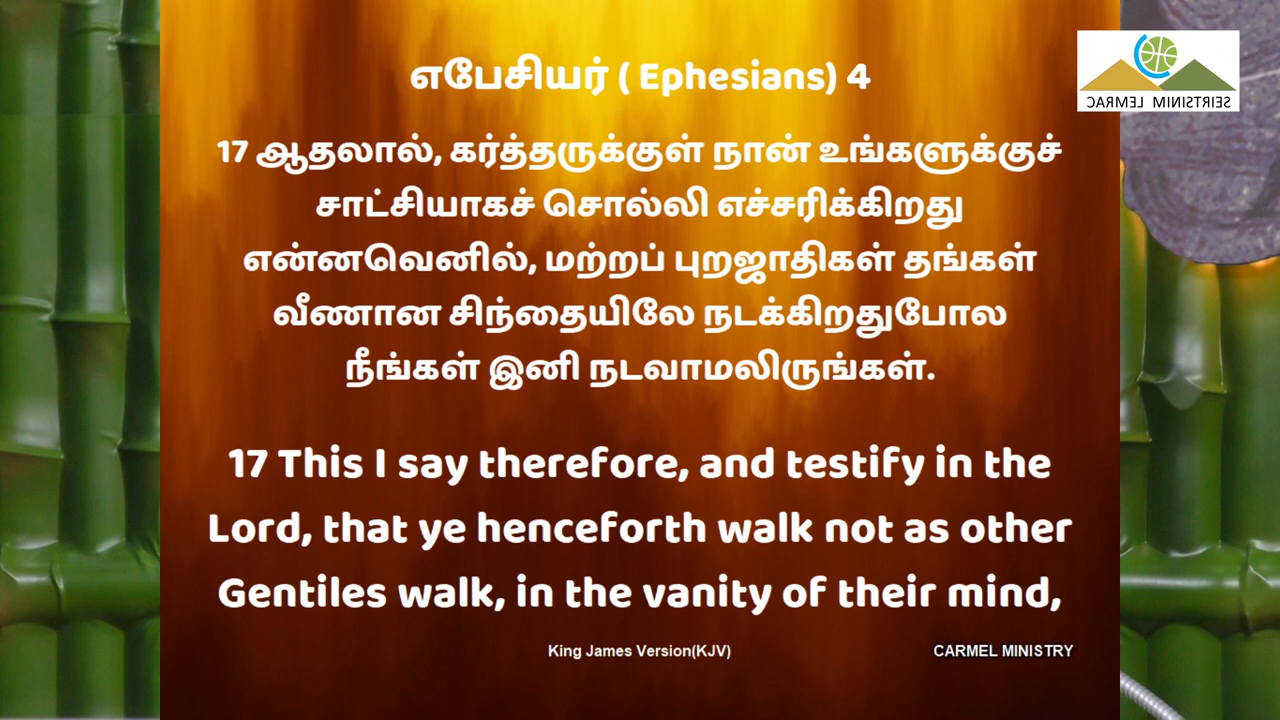 எபேசியர் ( Ephesians) 4
17 ஆதலால், கர்த்தருக்குள் நான் உங்களுக்குச்
சாட்சியாகச் சொல்லி எச்சரிக்கிறது
என்னவெனில், மற்றப் புறஜாதிகள் தங்கள்
வீணான சிந்தையிலே நடக்கிறதுபோல
நீங்கள் இனி நடவாமலிருங்கள்.
17 This I say therefore, and testify in the
Lord, that ye henceforth walk not as other
Gentiles walk, in the vanity of their mind,
King James Version(KJV)
CARMEL MINISTRY
CARMEL MINISTRIES